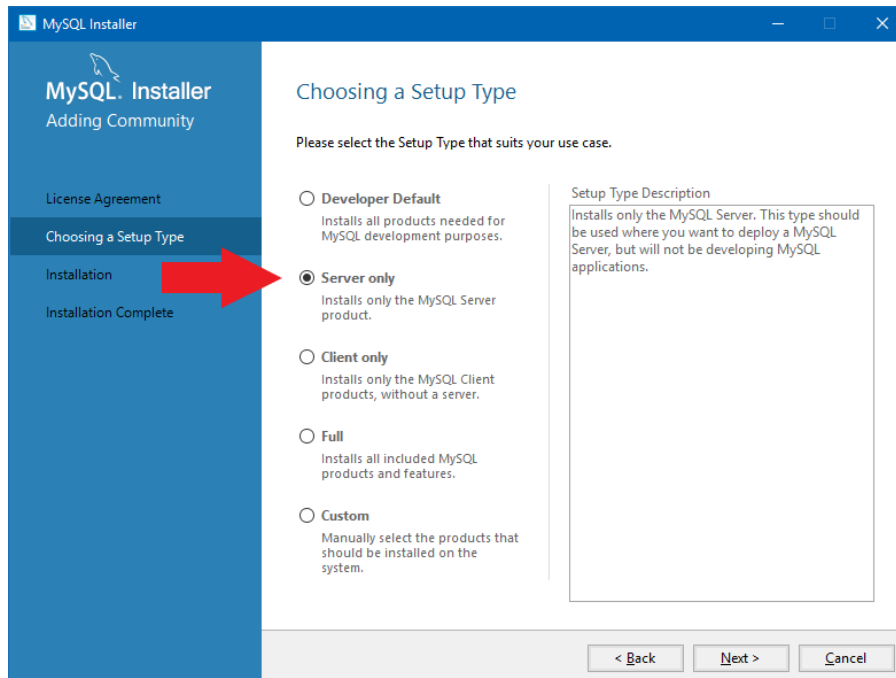 MySQL Installer
MySQL. Installer
Adding Community
License Agreement
Choosing a Setup Type
Installation
Installation Complete
Choosing a Setup Type
Please select the Setup Type that suits your use case.
Developer Default
Installs all products needed for
MySQL development purposes.
Server only
Installs only the MySQL Server
product.
Client only
Installs only the MySQL Client
products, without a server.
Full
Installs all included MySQL
products and features.
Custom
Manually select the products that
should be installed on the
system.
Setup Type Description
Installs only the MySQL Server. This type should
be used where you want to deploy a MySQL
Server, but will not be developing MySQL
applications.
< Back
Next >
Cancel